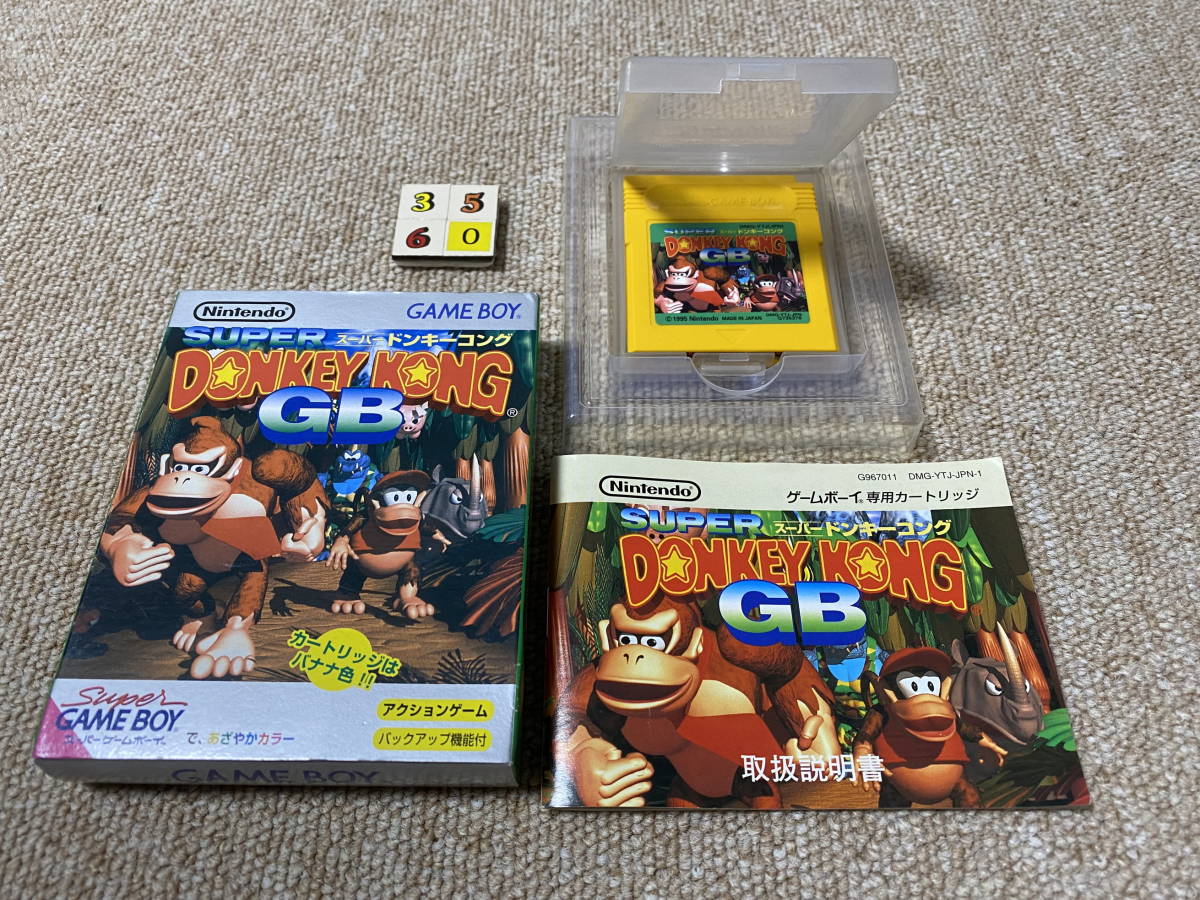 3 5
6 0
Nintendo GAME BOY
SUPER スーパードンキーコング
DONKEY KONG®
GB
カートリッジは
バナナ色!!
Super
GAME BOY
スーパーゲームボーイ®で、あざやかカラー
アクションゲーム
バックアップ機能付
GAME BOY
GAME BOY
DMG-YTJ-JPN
SUPER スーパードンキーコング
DONKEY KONG
GB
©1995 Nintendo MADE IN JAPAN
DMG-YTJ-JPN
G967011 DMG-YTJ-JPN-1
Nintendo ゲームボーイ®専用カートリッジ
SUPER スーパードンキーコング
DONKEY KONG
GB
取扱説明書